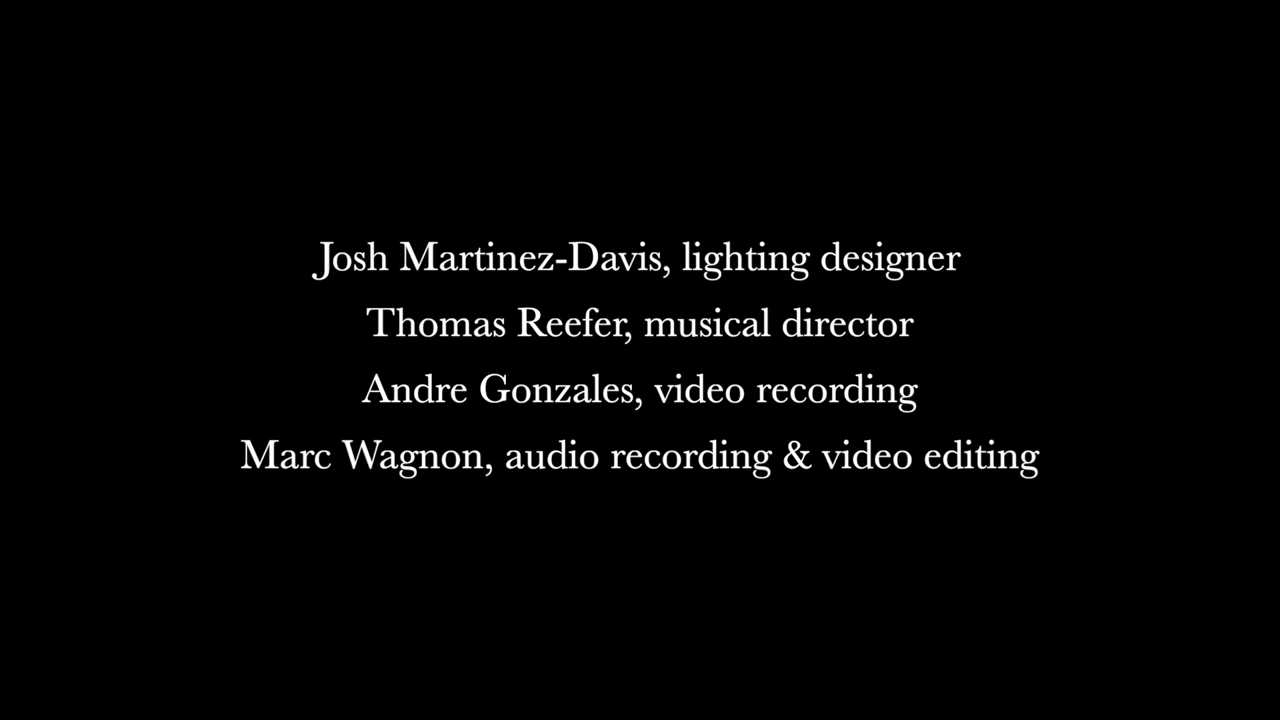 Josh Martinez-Davis, lighting designer
Thomas Reefer, musical director
Andre Gonzales, video recording
Marc Wagnon, audio recording & video editing